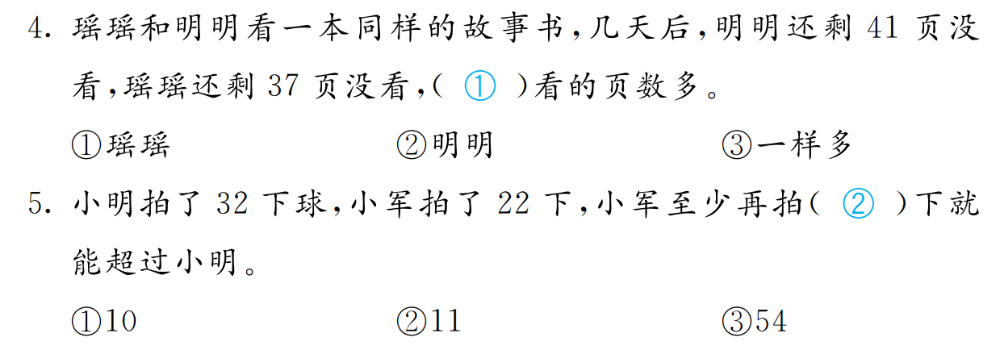 4. 瑶瑶和明明看一本同样的故事书,几天后,明明还剩 41 页没
看,瑶瑶还剩 37 页没看,( ① )看的页数多。
①瑶瑶 ②明明 ③一样多
5. 小明拍了 32 下球,小军拍了 22 下,小军至少再拍( ② )下就
能超过小明。
①10 ②11 ③54